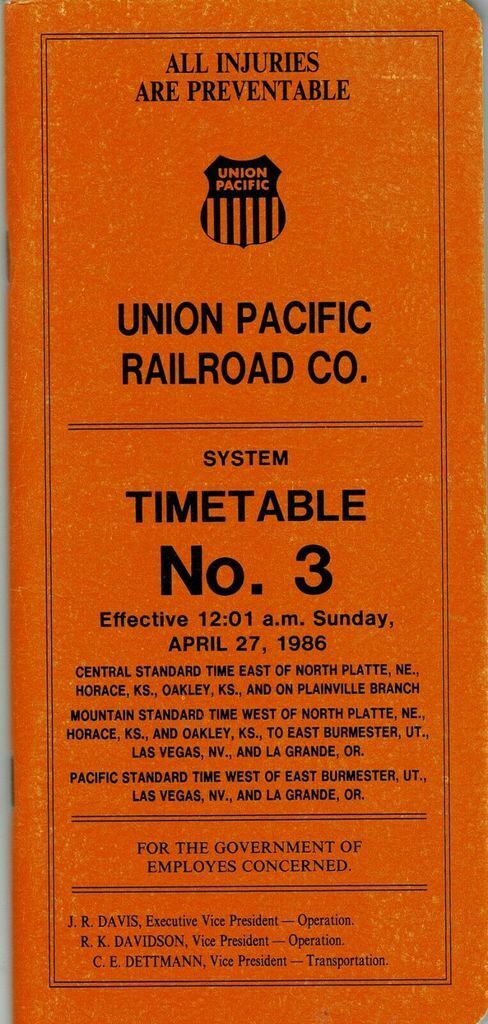 ALL INJURIES
ARE PREVENTABLE
UNION
PACIFIC
UNION PACIFIC
RAILROAD CO.
SYSTEM
TIMETABLE
No. 3
Effective 12:01 a.m. Sunday,
APRIL 27, 1986
CENTRAL STANDARD TIME EAST OF NORTH PLATTE, NE.,
HORACE, KS., OAKLEY, KS., AND ON PLAINVILLE BRANCH
MOUNTAIN STANDARD TIME WEST OF NORTH PLATTE, NE.,
HORACE, KS., AND OAKLEY, KS., TO EAST BURMESTER, UT.,
LAS VEGAS, NV., AND LA GRANDE, OR.
PACIFIC STANDARD TIME WEST OF EAST BURMESTER, UT.,
LAS VEGAS, NV., AND LA GRANDE, OR.
FOR THE GOVERNMENT OF
EMPLOYES CONCERNED.
J. R. DAVIS, Executive Vice President — Operation.
R. K. DAVIDSON, Vice President — Operation.
C. E. DETTMANN, Vice President — Transportation.